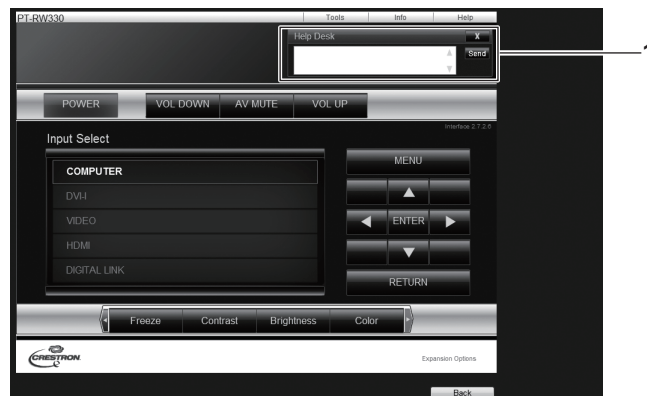 PT-RW330
Tools Info Help
Help Desk X
Send
1
POWER VOL DOWN AV MUTE VOL UP
Interface 2.7.2.6
Input Select
COMPUTER
DVI-I
VIDEO
HDMI
DIGITAL LINK
MENU
ENTER
RETURN
Freeze Contrast Brightness Color
CRESTRON
Expansion Options
Back